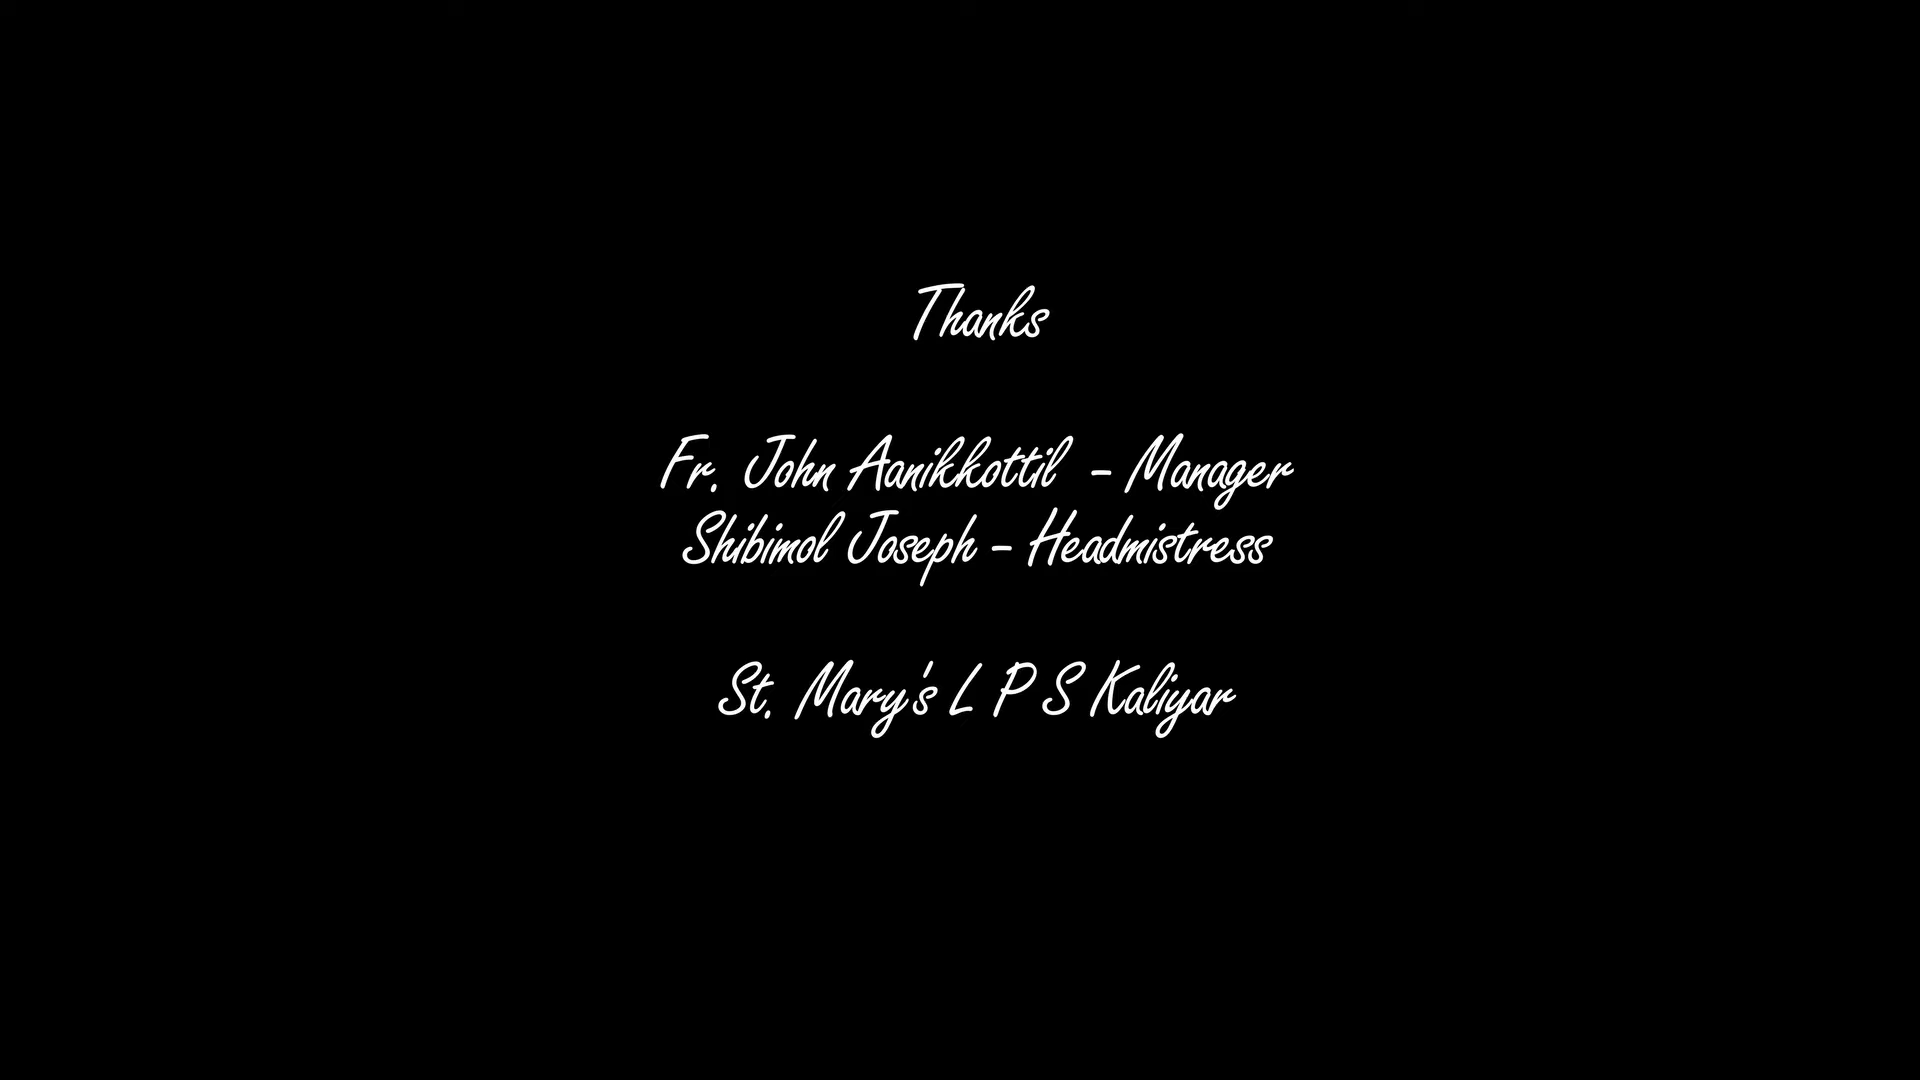 Thanks
Fr. John Aanikkottil - Manager
Shibimol Joseph - Headmistress
St. Mary's L P S Kaliyar